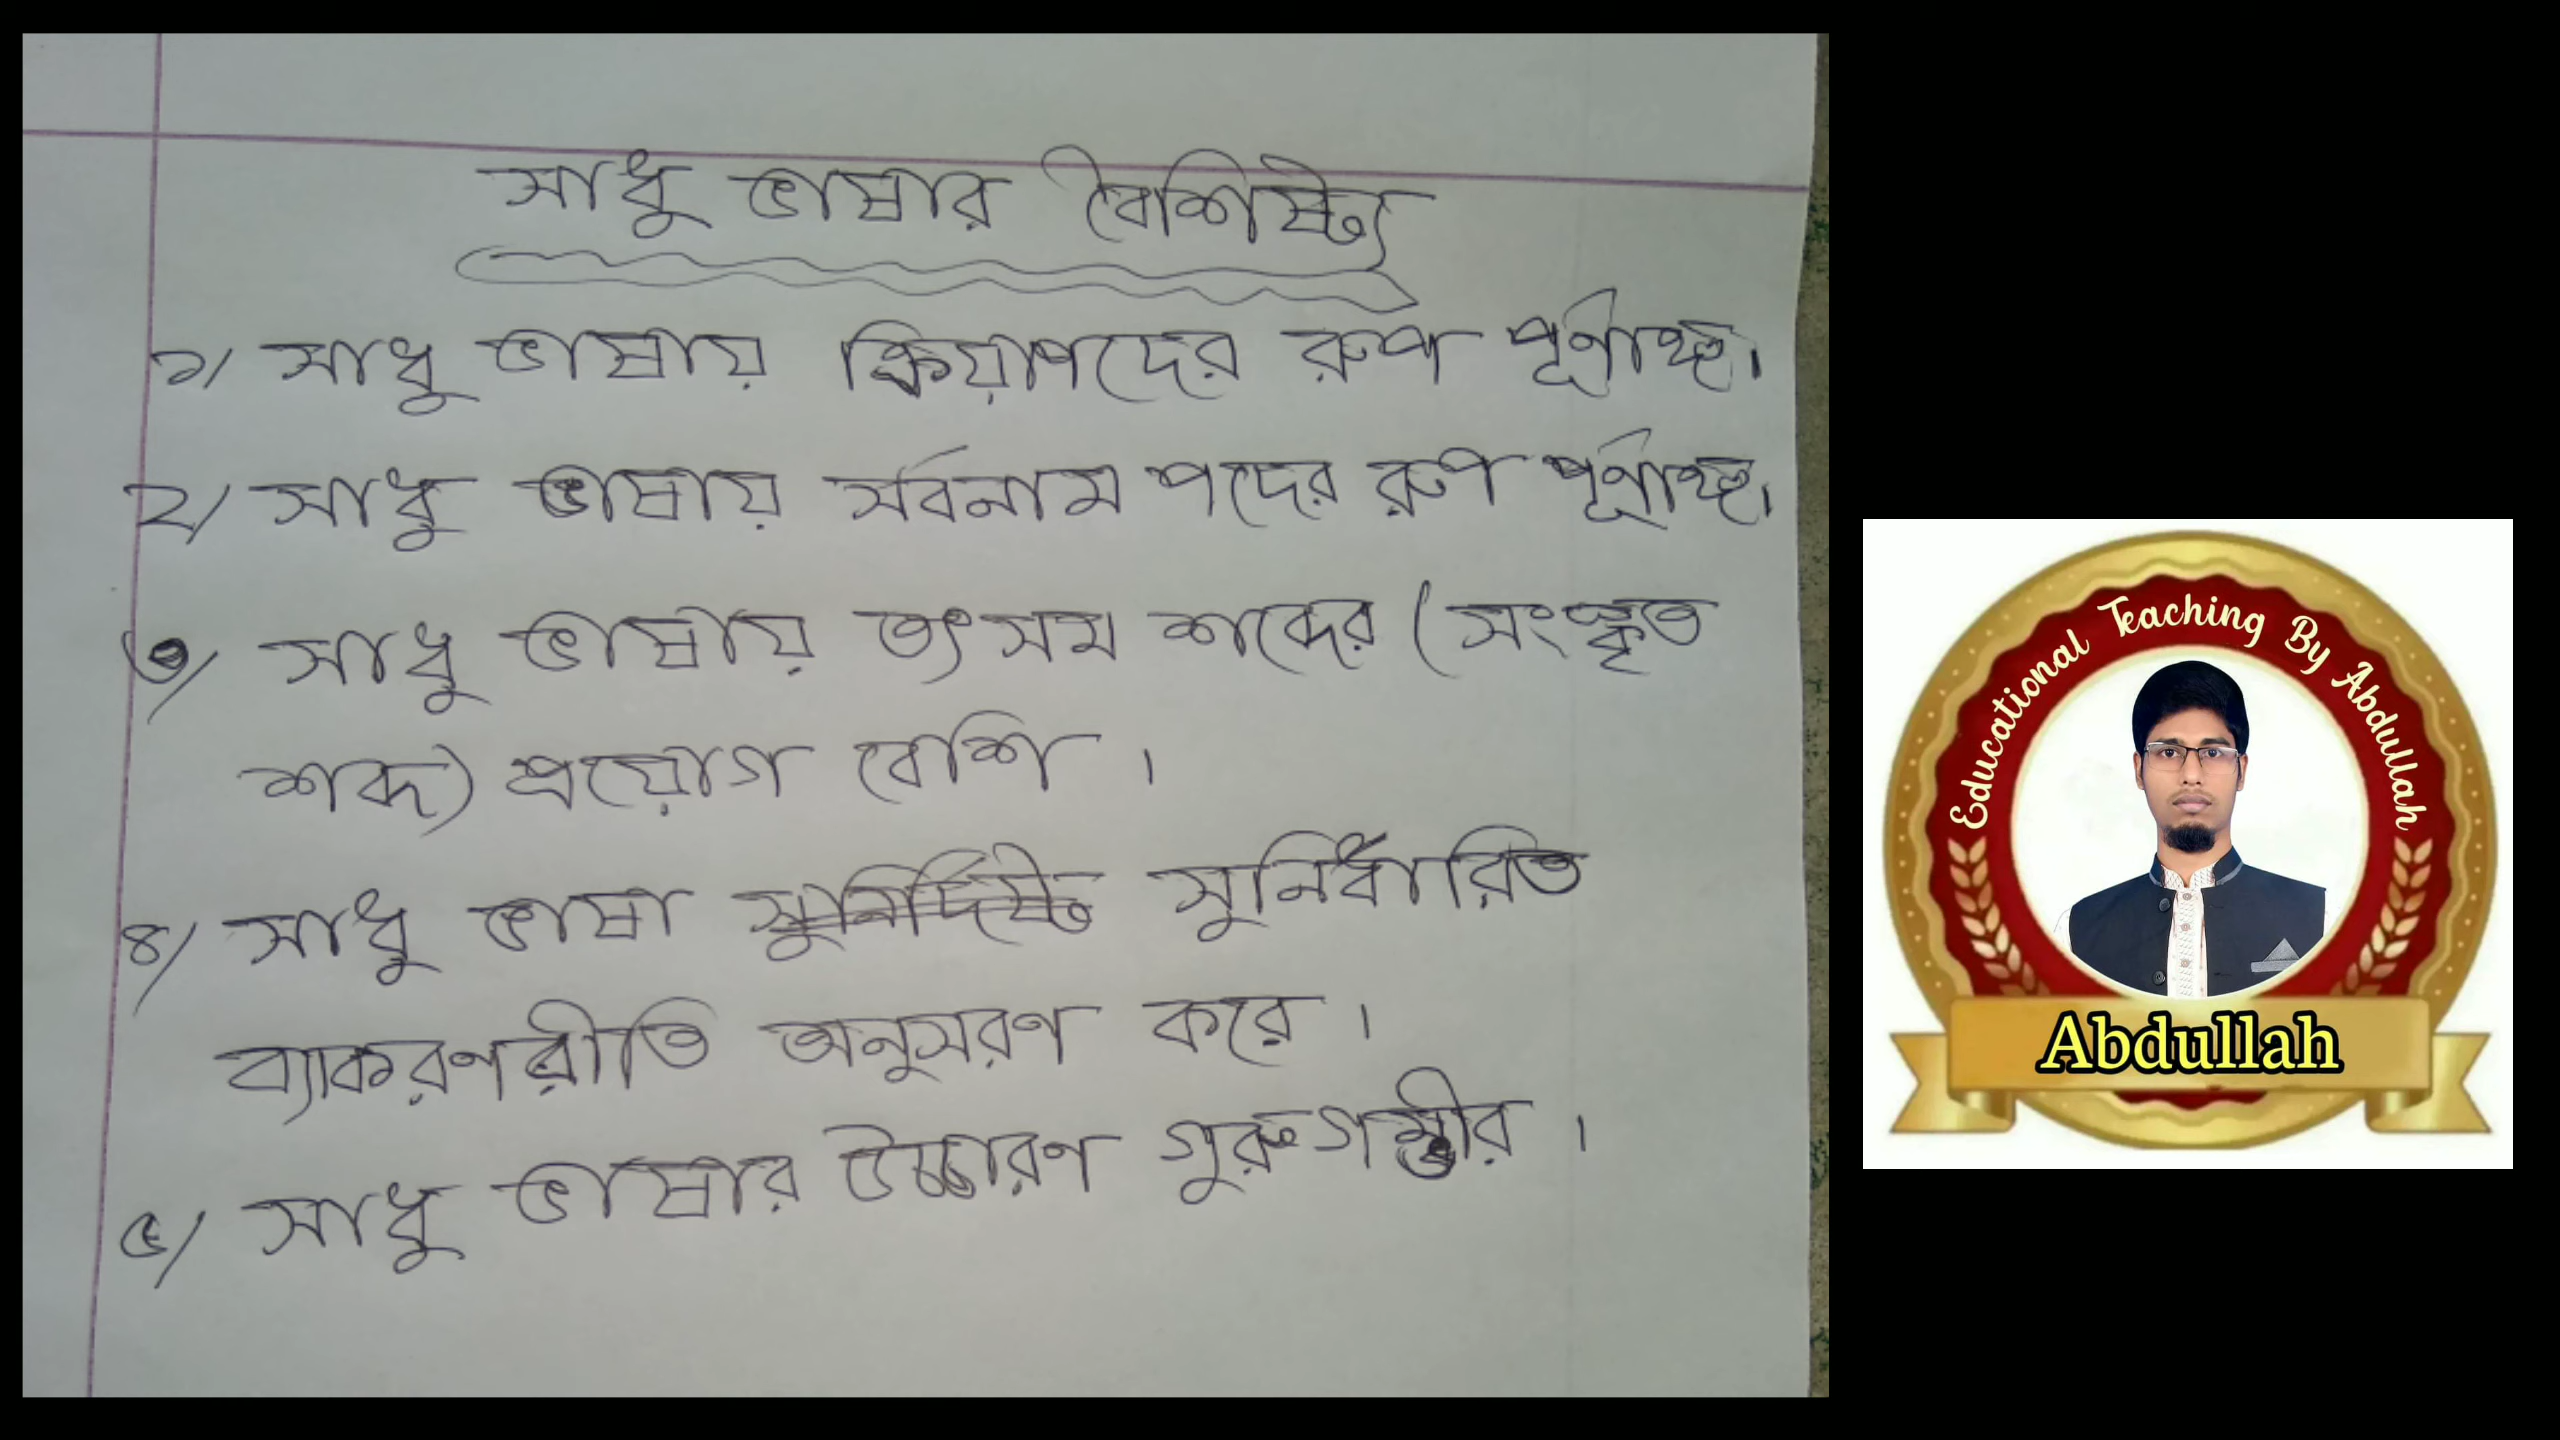 সাধু ভাষার বৈশিষ্ট্য
১/ সাধু ভাষায় ক্রিয়াপদের রুপ পূর্ণাঙ্গ।
২/ সাধু ভাষায় সর্বনাম পদের রুপ পূর্ণাঙ্গ।
৩/ সাধু ভাষায় তৎসম শব্দের (সংস্কৃত
শব্দ) প্রয়োগ বেশি ।
৪/ সাধু ভাষা সুনির্দিষ্ট সুনির্ধারিত
ব্যাকরণরীতি অনুসরণ করে ।
৫/ সাধু ভাষার উচ্চারণ গুরুগম্ভীর ।
Educational Teaching By Abdullah
Abdullah